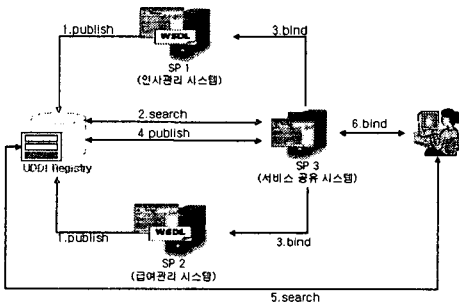 1.publish
3.bind
WSDL
SP 1
(인사관리 시스템)
2.search
4.publish
6.bind
UDDI Registry
SP 3
(서비스 공유 시스템)
1.publish
WSDL
3.bind
SP 2
(급여관리 시스템)
5.search